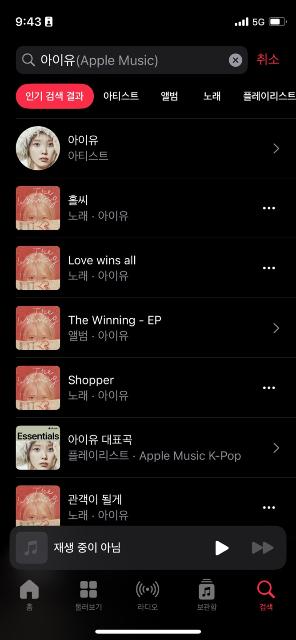 9:43
5G
아이유(Apple Music)
취소
인기 검색 결과
아티스트
앨범
노래
플레이리스트
아이유
아티스트
홀씨
노래 · 아이유
Love wins all
노래 · 아이유
The Winning - EP
앨범 · 아이유
Shopper
노래 · 아이유
Essentials
아이유 대표곡
플레이리스트 · Apple Music K-Pop
관객이 될게
노래 · 아이유
재생 중이 아님
홈
둘러보기
라디오
보관함
검색